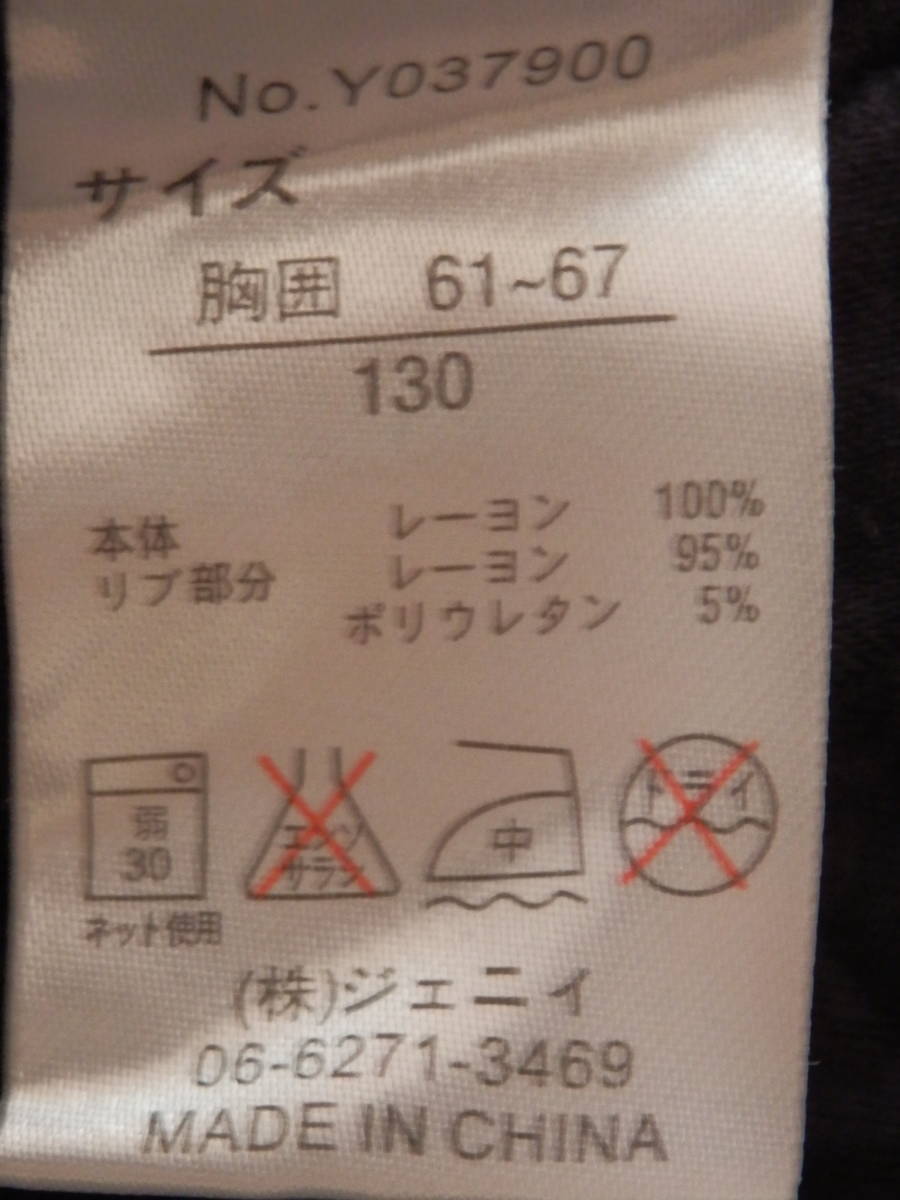 No.Y037900
サイズ
胸囲 61~67
130
本体 レーヨン 100%
リブ部分 レーヨン 95%
ポリウレタン 5%
弱
30
ネット使用
エンソ
サラシ
中
ドライ
(株)ジェニィ
06-6271-3469
MADE IN CHINA